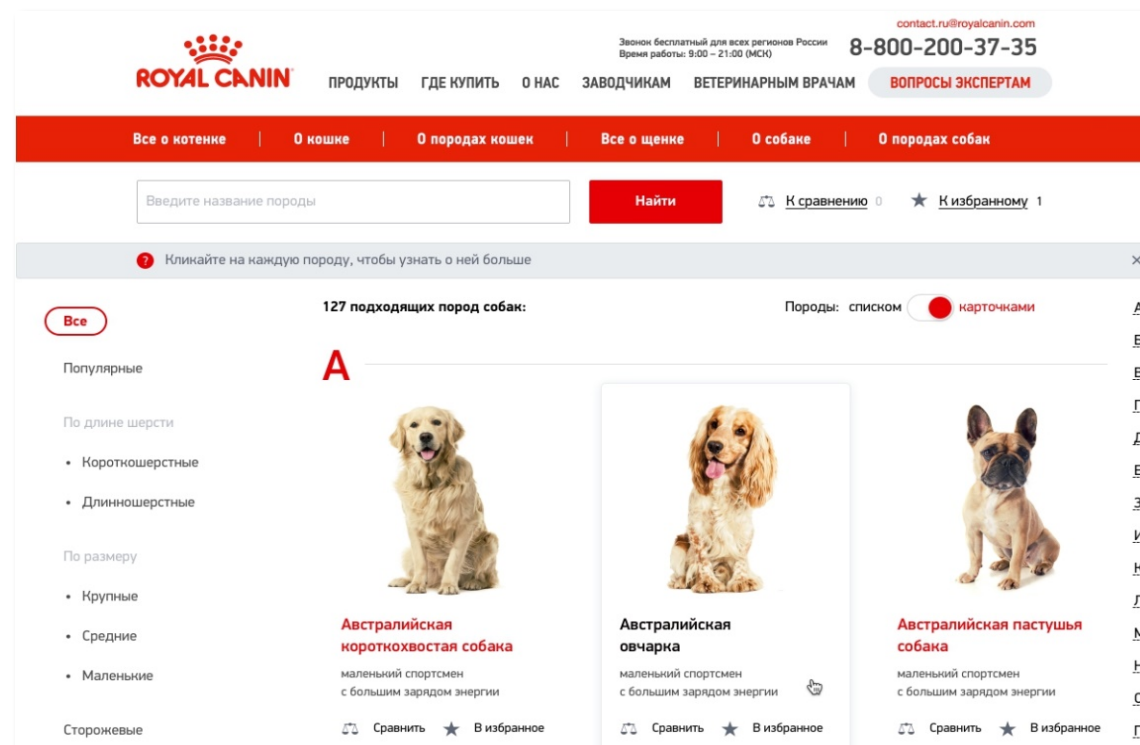 contact.ru@royalcanin.com
Звонок бесплатный для всех регионов России
Время работы: 9:00 – 21:00 (МСК)
8-800-200-37-35
ROYAL CANIN
ПРОДУКТЫ ГДЕ КУПИТЬ О НАС ЗАВОДЧИКАМ ВЕТЕРИНАРНЫМ ВРАЧАМ ВОПРОСЫ ЭКСПЕРТАМ
Все о котенке | О кошке | О породах кошек | Все о щенке | О собаке | О породах собак
Введите название породы Найти К сравнению 0 К избранному 1
? Кликайте на каждую породу, чтобы узнать о ней больше ×
Все
Популярные
По длине шерсти
• Короткошерстные
• Длинношерстные
По размеру
• Крупные
• Средние
• Маленькие
Сторожевые
127 подходящих пород собак:
Породы: списком карточками
А
Австралийская
короткохвостая собака
маленький спортсмен
с большим зарядом энергии
Сравнить В избранное
Австралийская
овчарка
маленький спортсмен
с большим зарядом энергии
Сравнить В избранное
Австралийская пастушья
собака
маленький спортсмен
с большим зарядом энергии
Сравнить В избранное